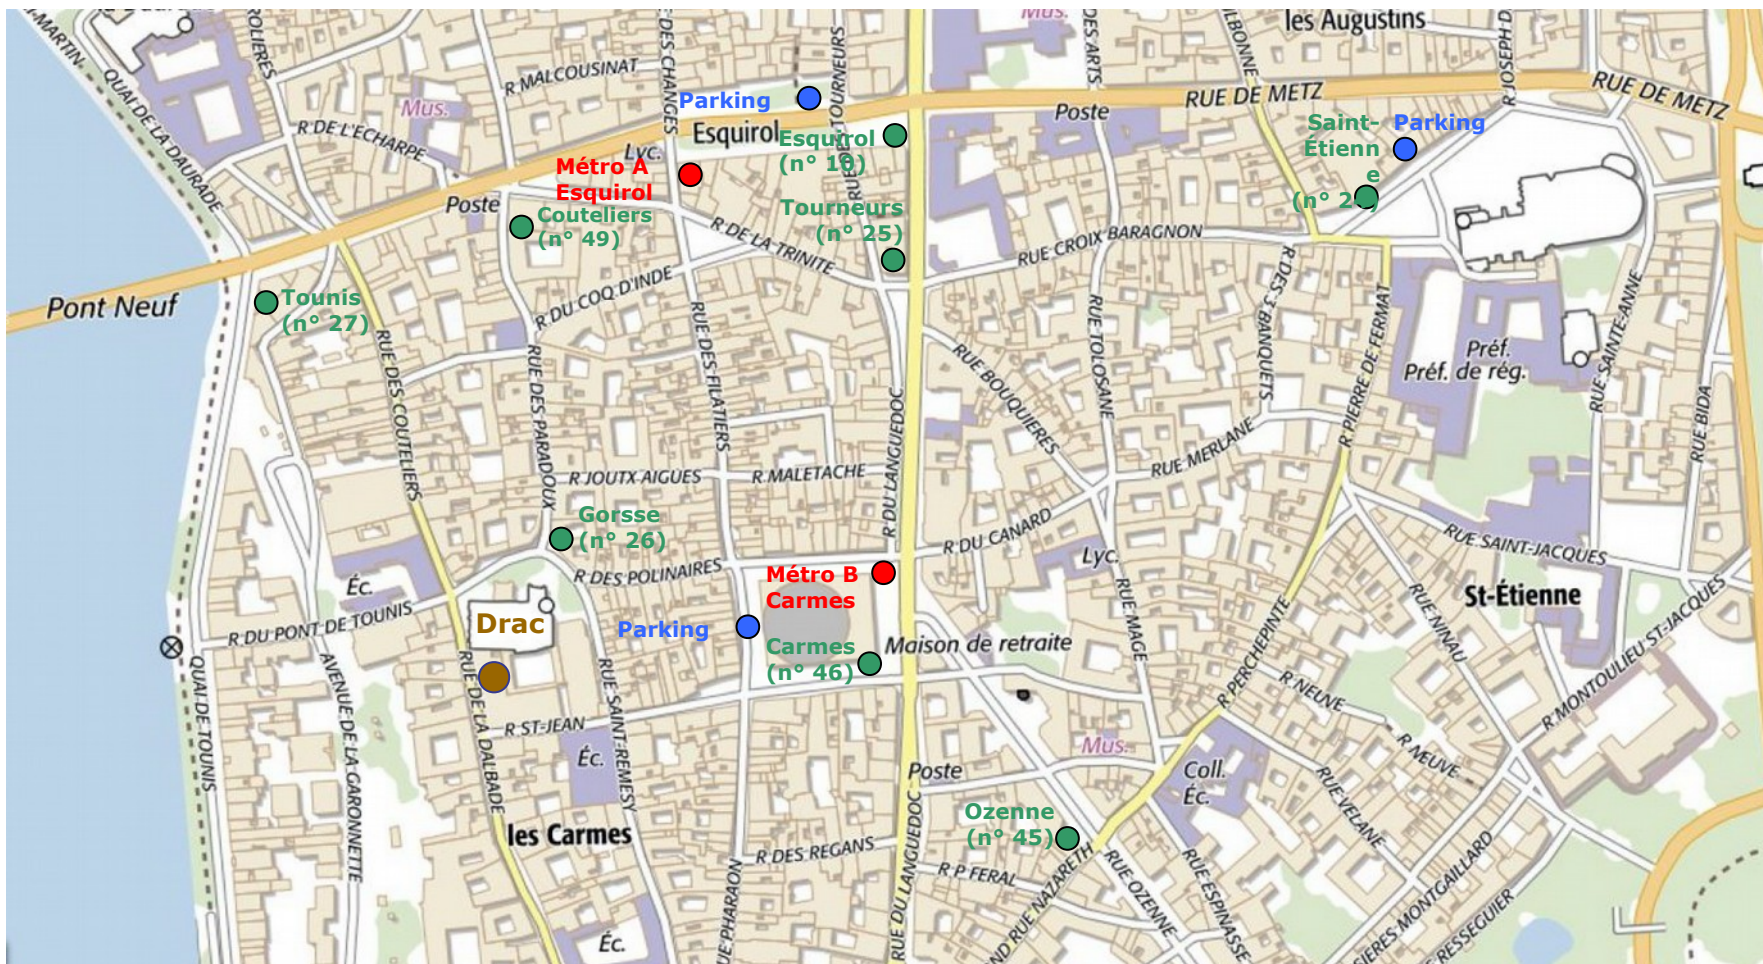 QUAI DE LA DAURADE
R MALCOUSINAT
DES CHANGES
DES ARTS
Mus.
les Augustins
R JOSEPH D
RUE DE METZ
RUE DE METZ
Mus.
R DE L'ECHARPE
Parking
Esquirol
Lyc.
Métro A
Esquirol
Esquirol
(n° 10)
Poste
Saint-
Étienn
e
Parking
Poste
Couteliers
(n° 49)
Tourneurs
(n° 25)
R DE LA TRINITE
RUE CROIX BARAGNON
Pont Neuf
Tounis
(n° 27)
R DU COQ D'INDE
RUE DES COUTELIERS
RUE DES PARADOUX
RUE DES FILATIERS
R DU LANGUEDOC
RUE BOUQUIERES
RUE TOLOSANE
R DES 3 BANQUETS
R PIERRE DE FERMAT
Préf.
Préf. de rég.
RUE SAINTE-ANNE
RUE BIDA
R JOUTX AIGUES
R MALETACHE
RUE MERLANE
Gorsse
(n° 26)
R DU CANARD
RUE SAINT-JACQUES
R DES POLINAIRES
Métro B
Carmes
Lyc.
Éc.
R DU PONT DE TOUNIS
Drac
Parking
Carmes
(n° 46)
Maison de retraite
RUE MAGE
R PERCHEPINTE
RUE NINAU
St-Étienne
R MONTOULIEU ST-JACQUES
QUAI DE TOUNIS
AVENUE DE LA GARONNETTE
RUE DE LA DALBADE
R ST-JEAN
RUE SAINT-REMESY
Éc.
Mus.
R NEUVE
R NEUVE
Poste
Coll.
Éc.
RUE VELANE
les Carmes
Ozenne
(n° 45)
R DES REGANS
R P FERAL
RUE DU LANGUEDOC
RUE OZENNE
RUE ESPINASSE
Éc.